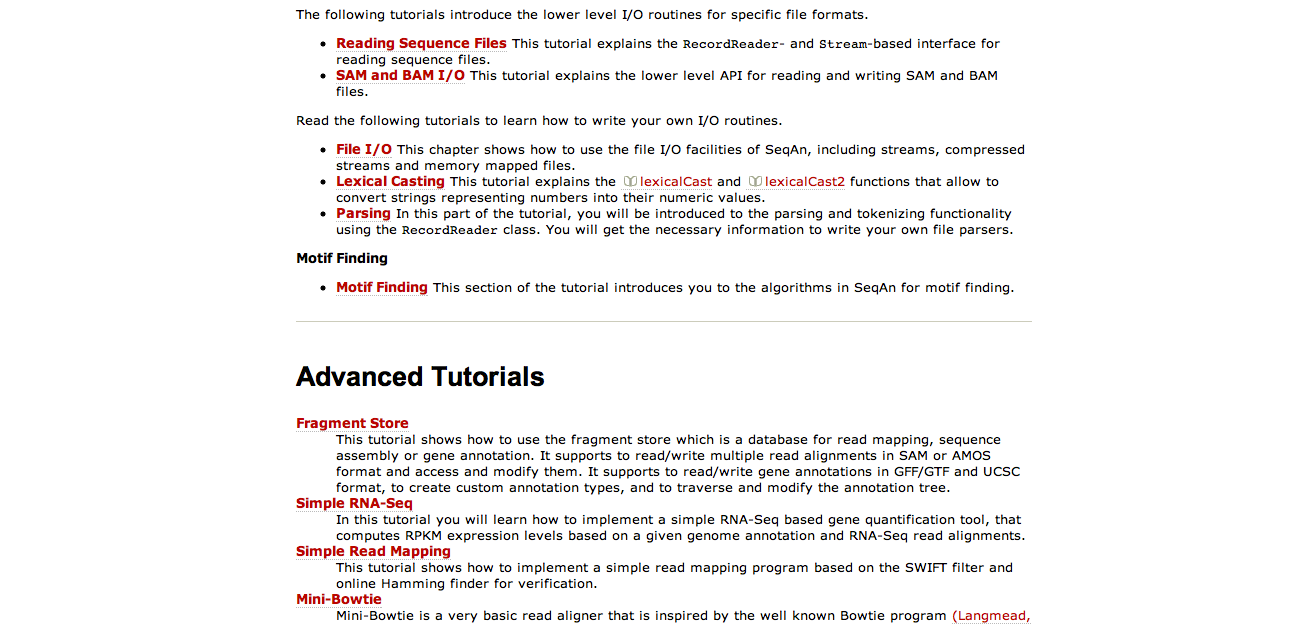 The following tutorials introduce the lower level I/O routines for specific file formats.
Reading Sequence Files This tutorial explains the RecordReader- and Stream-based interface for
reading sequence files.
SAM and BAM I/O This tutorial explains the lower level API for reading and writing SAM and BAM
files.
Read the following tutorials to learn how to write your own I/O routines.
File I/O This chapter shows how to use the file I/O facilities of SeqAn, including streams, compressed
streams and memory mapped files.
Lexical Casting This tutorial explains the lexicalCast and lexicalCast2 functions that allow to
convert strings representing numbers into their numeric values.
Parsing In this part of the tutorial, you will be introduced to the parsing and tokenizing functionality
using the RecordReader class. You will get the necessary information to write your own file parsers.
Motif Finding
Motif Finding This section of the tutorial introduces you to the algorithms in SeqAn for motif finding.
Advanced Tutorials
Fragment Store
This tutorial shows how to use the fragment store which is a database for read mapping, sequence
assembly or gene annotation. It supports to read/write multiple read alignments in SAM or AMOS
format and access and modify them. It supports to read/write gene annotations in GFF/GTF and UCSC
format, to create custom annotation types, and to traverse and modify the annotation tree.
Simple RNA-Seq
In this tutorial you will learn how to implement a simple RNA-Seq based gene quantification tool, that
computes RPKM expression levels based on a given genome annotation and RNA-Seq read alignments.
Simple Read Mapping
This tutorial shows how to implement a simple read mapping program based on the SWIFT filter and
online Hamming finder for verification.
Mini-Bowtie
Mini-Bowtie is a very basic read aligner that is inspired by the well known Bowtie program (Langmead,